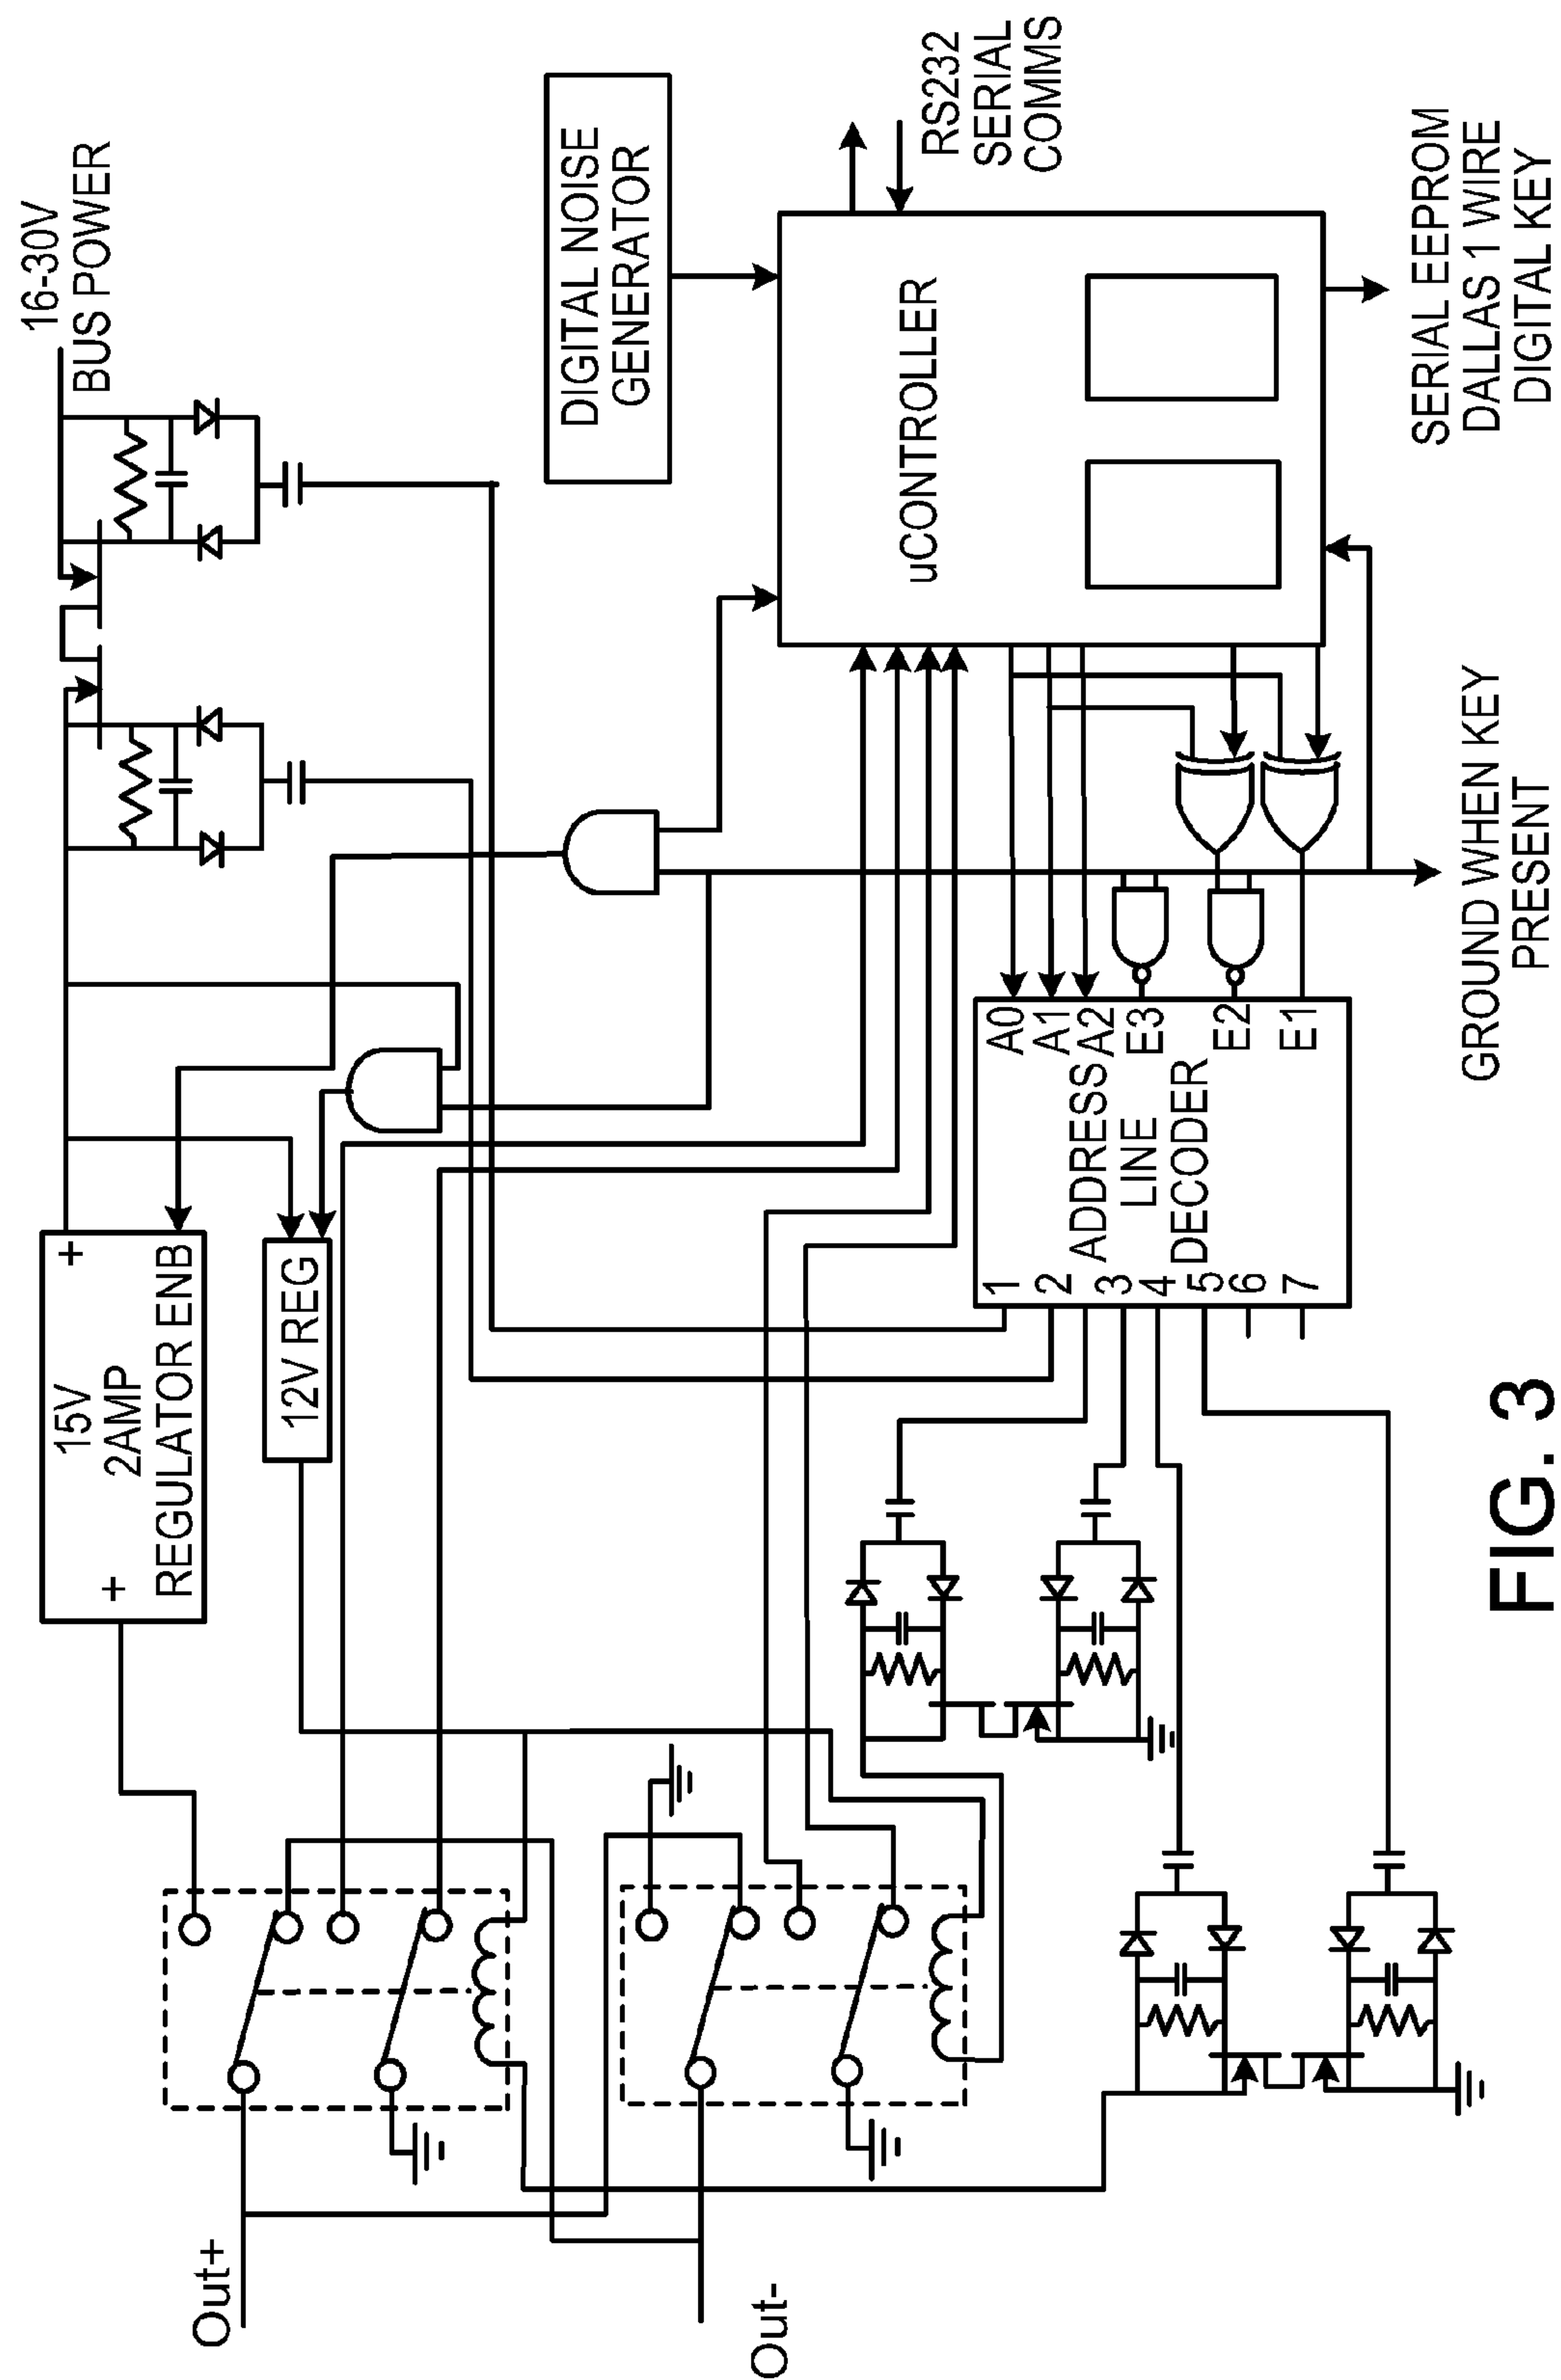 16-30V
BUS POWER
DIGITAL NOISE
GENERATOR
RS232
SERIAL
COMMS
uCONTROLLER
SERIAL EEPROM
DALLAS 1 WIRE
DIGITAL KEY
GROUND WHEN KEY
PRESENT
+
+
15V
2AMP
REGULATOR ENB
12V REG
A0
A1
A2
E3
E2
E1
ADDRESS
LINE
DECODER
1
2
3
4
5
6
7
Out+
Out-
FIG. 3